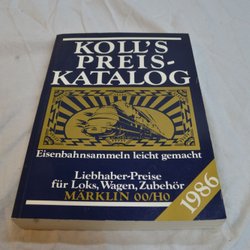 KOLL'S
PREIS-
KATALOG
Eisenbahnsammeln leicht gemacht
Liebhaber-Preise
für Loks, Wagen, Zubehör
MÄRKLIN 00/H0
1986